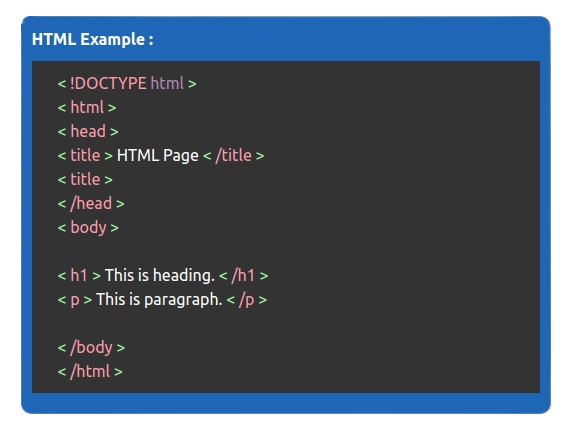 HTML Example :
< !DOCTYPE html >
< html >
< head >
< title > HTML Page < /title >
< title >
< /head >
< body >
< h1 > This is heading. < /h1 >
< p > This is paragraph. < /p >
< /body >
< /html >